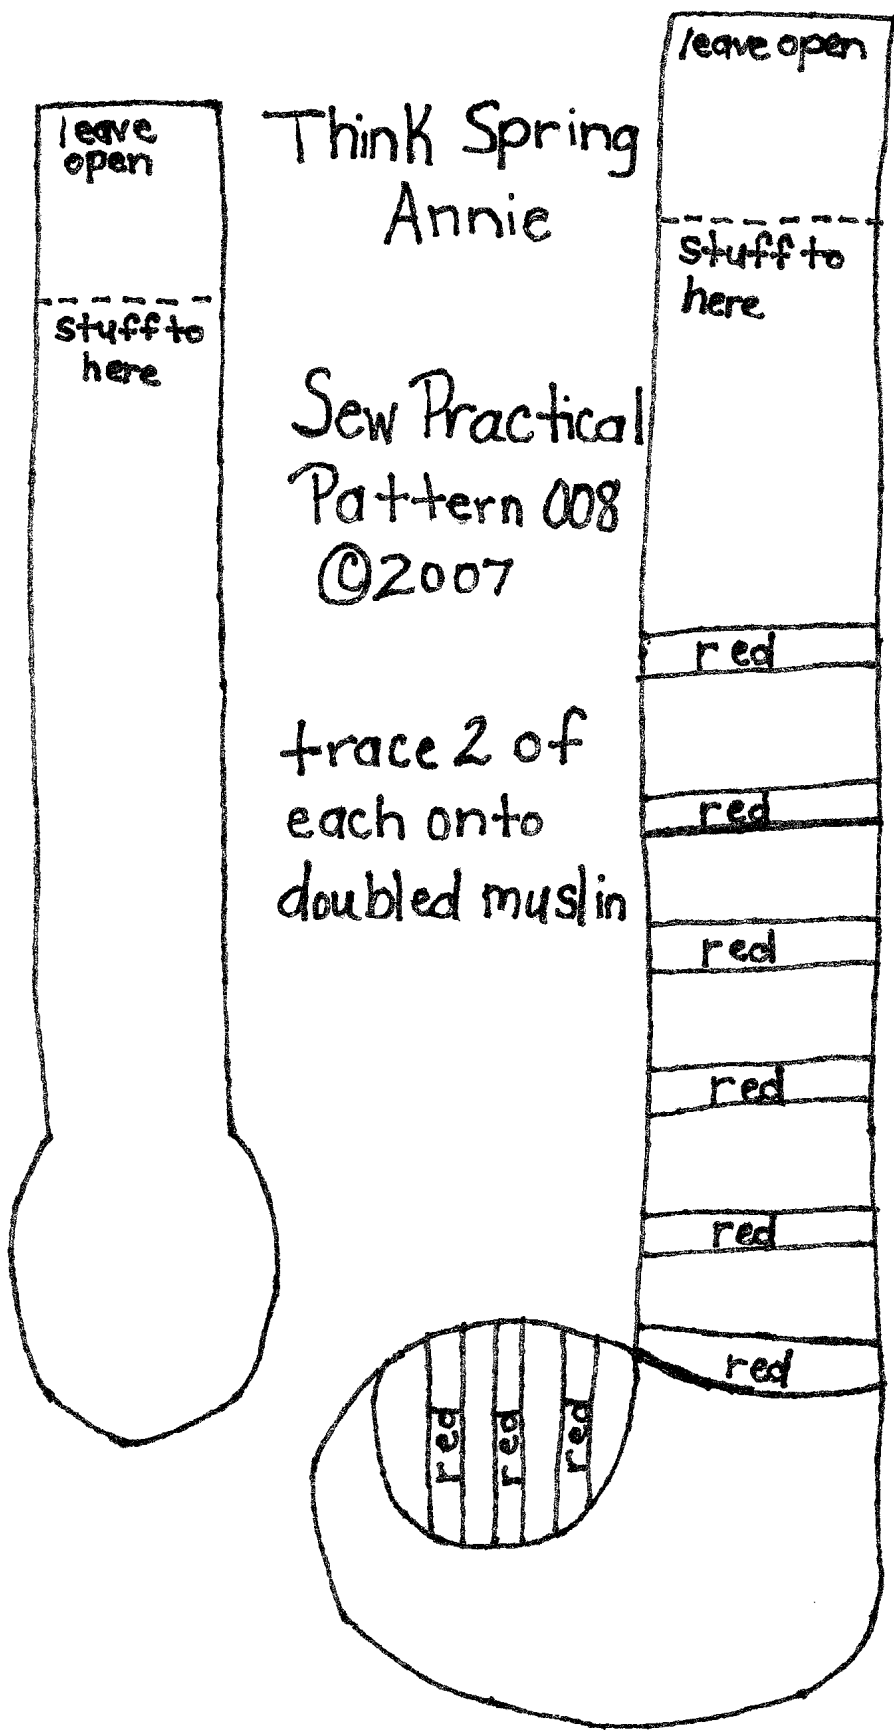 leave
open
stuff to
here
Think Spring
Annie
Sew Practical
Pattern 008
©2007
trace 2 of
each onto
doubled muslin
leave open
stuff to
here
red
red
red
red
red
red
red
red
red